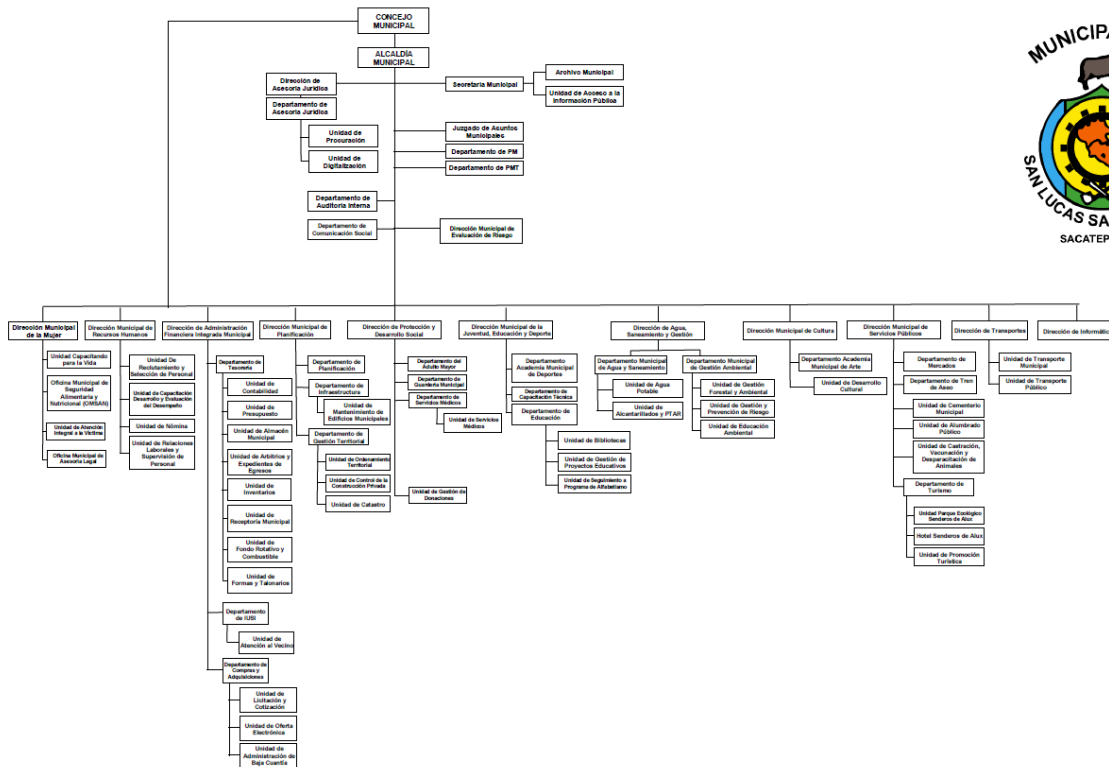 CONCEJO
MUNICIPAL
ALCALDÍA
MUNICIPAL
Dirección de
Asesoría Jurídica
Departamento de
Asesoría Jurídica
Unidad de
Procuración
Unidad de
Digitalización
Secretaría Municipal
Archivo Municipal
Unidad de Acceso a la
Información Pública
Juzgado de Asuntos
Municipales
Departamento de PM
Departamento de PMT
Departamento de
Auditoría Interna
Departamento de
Comunicación Social
Dirección Municipal de
Evaluación de Riesgo
MUNICIPA
SAN LUCAS SA
SACATEP
Dirección Municipal
de la Mujer
Unidad Capacitando
para la Vida
Oficina Municipal de
Seguridad
Alimentaria y
Nutricional (OMSAN)
Unidad de Atención
Integral a la Víctima
Oficina Municipal de
Asesoría Legal
Dirección Municipal de
Recursos Humanos
Unidad De
Reclutamiento y
Selección de Personal
Unidad de Capacitación
Desarrollo y Evaluación
del Desempeño
Unidad de Nómina
Unidad de Relaciones
Laborales y
Supervisión de
Personal
Dirección de Administración
Financiera Integrada Municipal
Departamento de
Tesorería
Unidad de
Contabilidad
Unidad de
Presupuesto
Unidad de Almacén
Municipal
Unidad de Arbitrios y
Expedientes de
Egresos
Unidad de
Inventarios
Unidad de
Receptoría Municipal
Unidad de
Fondo Rotativo y
Combustible
Unidad de
Formas y Talonarios
Departamento
de IUSI
Unidad de
Atención al Vecino
Departamento de
Compras y
Adquisiciones
Unidad de
Licitación y
Cotización
Unidad de Oferta
Electrónica
Unidad de
Administración de
Baja Cuantía
Dirección Municipal de
Planificación
Departamento de
Planificación
Departamento de
Infraestructura
Unidad de
Mantenimiento de
Edificios Municipales
Departamento de
Gestión Territorial
Unidad de Ordenamiento
Territorial
Unidad de Control de la
Construcción Privada
Unidad de Catastro
Dirección de Protección y
Desarrollo Social
Departamento del
Adulto Mayor
Departamento de
Guardería Municipal
Departamento de
Servicios Médicos
Unidad de Servicios
Médicos
Unidad de Gestión de
Donaciones
Dirección Municipal de la
Juventud, Educación y Deporte
Departamento
Academia Municipal de
Deportes
Departamento de
Capacitación Técnica
Departamento de
Educación
Unidad de Bibliotecas
Unidad de Gestión de
Proyectos Educativos
Unidad de Seguimiento a
Programa de Alfabetismo
Dirección de Agua,
Saneamiento y Gestión
Departamento Municipal
de Agua y Saneamiento
Unidad de Agua
Potable
Unidad de
Alcantarillados y PTAR
Departamento Municipal
de Gestión Ambiental
Unidad de Gestión
Forestal y Ambiental
Unidad de Gestión y
Prevención de Riesgo
Unidad de Educación
Ambiental
Dirección Municipal de Cultura
Departamento Academia
Municipal de Arte
Unidad de Desarrollo
Cultural
Dirección Municipal de
Servicios Públicos
Departamento de
Mercados
Departamento de Tren
de Aseo
Unidad de Cementerio
Municipal
Unidad de Alumbrado
Público
Unidad de Castración,
Vacunación y
Desparacitación de
Animales
Departamento de
Turismo
Unidad Parque Ecológico
Senderos de Alux
Hotel Senderos de Alux
Unidad de Promoción
Turística
Dirección de Transportes
Unidad de Transporte
Municipal
Unidad de Transporte
Público
Dirección de Informátic